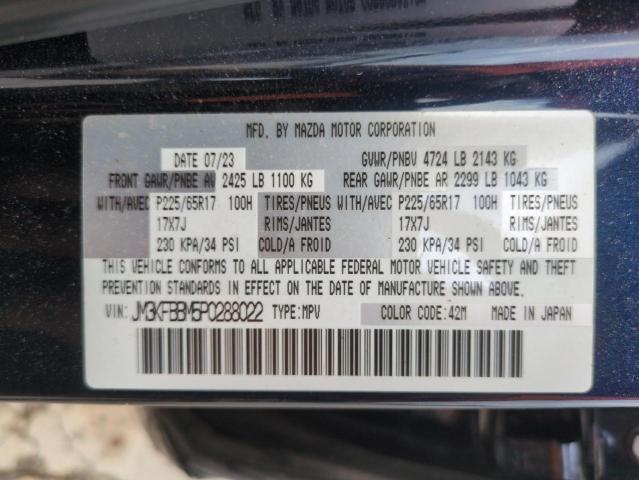 MFD. BY MAZDA MOTOR CORPORATION
DATE 07/23 GVWR/PNBV 4724 LB 2143 KG
FRONT GAWR/PNBE AV 2425 LB 1100 KG REAR GAWR/PNBE AR 2299 LB 1043 KG
WITH/AVEC P225/65R17 100H TIRES/PNEUS WITH/AVEC P225/65R17 100H TIRES/PNEUS
17X7J RIMS/JANTES 17X7J RIMS/JANTES
230 KPA/34 PSI COLD/A FROID 230 KPA/34 PSI COLD/A FROID
THIS VEHICLE CONFORMS TO ALL APPLICABLE FEDERAL MOTOR VEHICLE SAFETY AND THEFT
PREVENTION STANDARDS IN EFFECT ON THE DATE OF MANUFACTURE SHOWN ABOVE.
VIN: JM3KFBBM5P0288022 TYPE:MPV COLOR CODE:42M MADE IN JAPAN